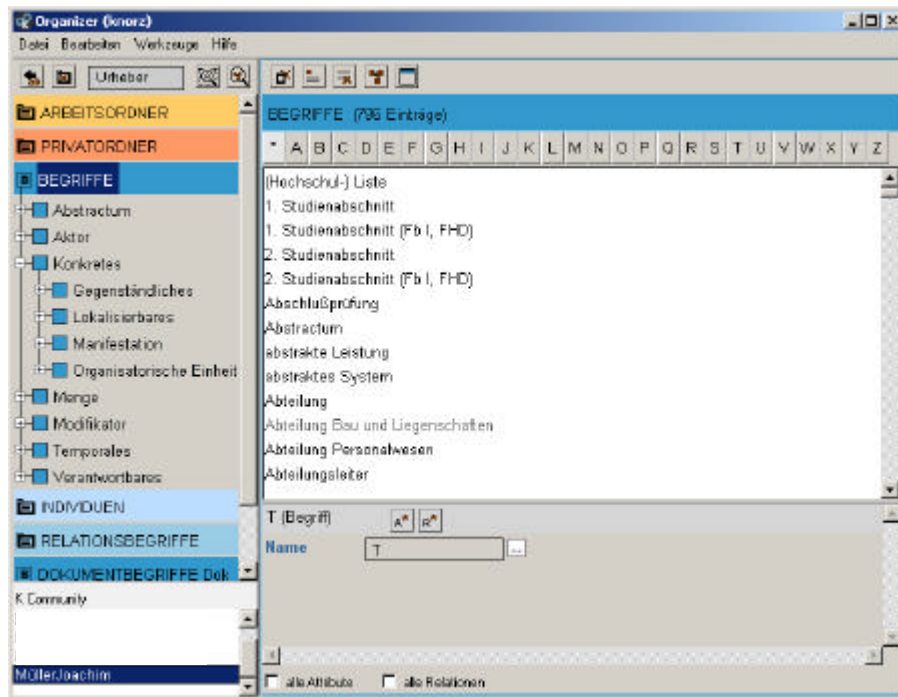 Organizer (knorz)
Datei Bearbeiten Werkzeuge Hilfe
Urheber
ARBEITSORDNER
PRIVATORDNER
BEGRIFFE
Abstractum
Aktor
Konkretes
Gegenständliches
Lokalisierbares
Manifestation
Organisatorische Einheit
Menge
Modifikator
Temporales
Verantwortbares
INDIVIDUEN
RELATIONSBEGRIFFE
DOKUMENTBEGRIFFE Dok
K Community
MüllerJoachim
BEGRIFFE (796 Einträge)
* A B C D E F G H I J K L M N O P Q R S T U V W X Y Z
(Hochschul-) Liste
1. Studienabschnitt
1. Studienabschnitt (Fb I, FHD)
2. Studienabschnitt
2. Studienabschnitt (Fb I, FHD)
Abschlußprüfung
Abstractum
abstrakte Leistung
abstraktes System
Abteilung
Abteilung Bau und Liegenschaften
Abteilung Personalwesen
Abteilungsleiter
T (Begriff) A* R*
Name T ...
alle Attribute alle Relationen